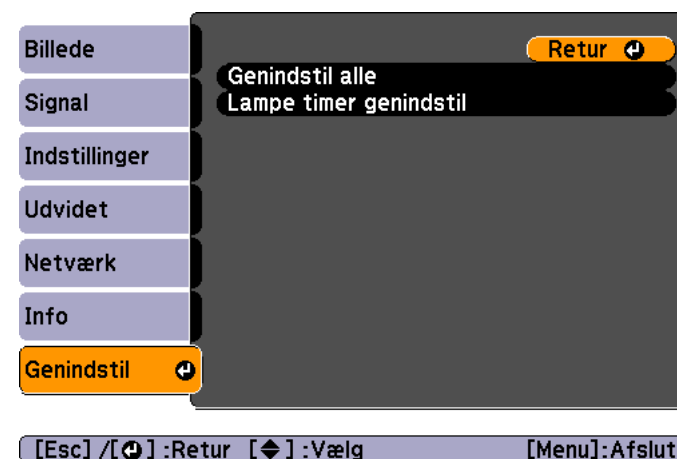 Billede
Signal
Indstillinger
Udvidet
Netværk
Info
Genindstil
Retur
Genindstil alle
Lampe timer genindstil
[Esc] /[ ] :Retur [ ] :Vælg [Menu]:Afslut